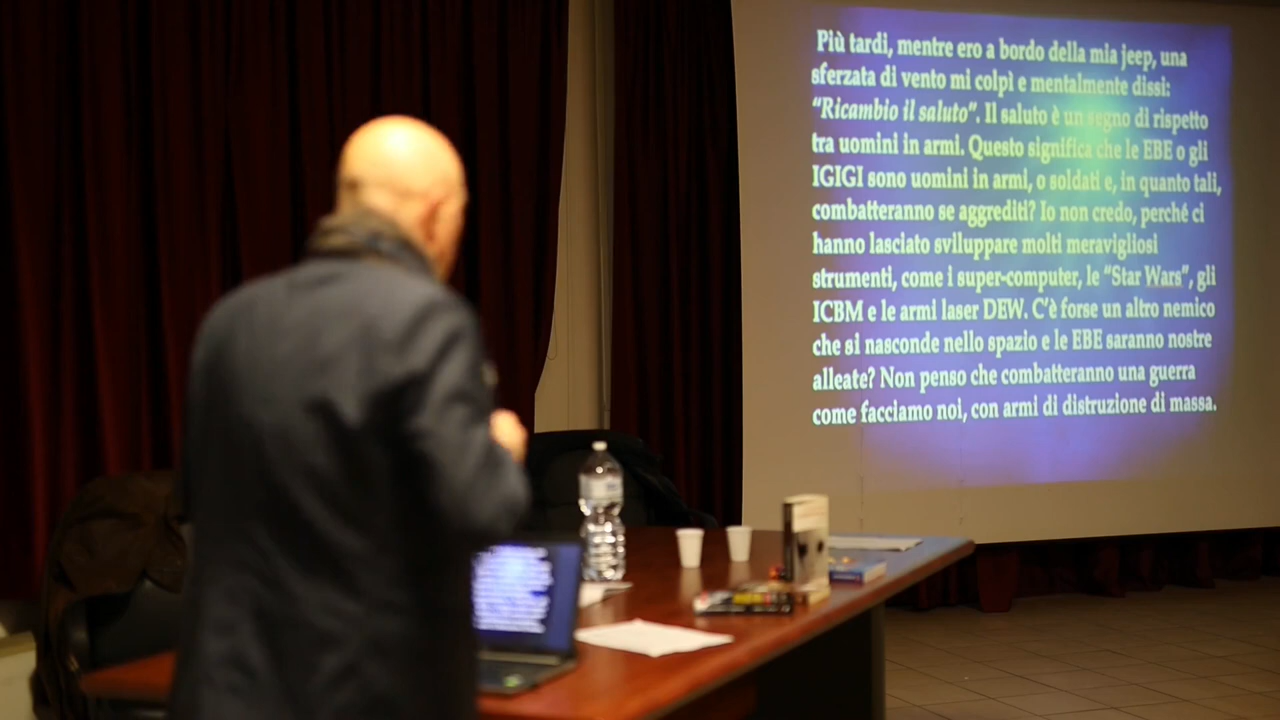 Più tardi, mentre ero a bordo della mia jeep, una
sferzata di vento mi colpì e mentalmente dissi:
“Ricambio il saluto”. Il saluto è un segno di rispetto
tra uomini in armi. Questo significa che le EBE o gli
IGIGI sono uomini in armi, o soldati e, in quanto tali,
combatteranno se aggrediti? Io non credo, perché ci
hanno lasciato sviluppare molti meravigliosi
strumenti, come i super-computer, le “Star Wars”, gli
ICBM e le armi laser DEW. C’è forse un altro nemico
che si nasconde nello spazio e le EBE saranno nostre
alleate? Non penso che combatteranno una guerra
come facciamo noi, con armi di distruzione di massa.